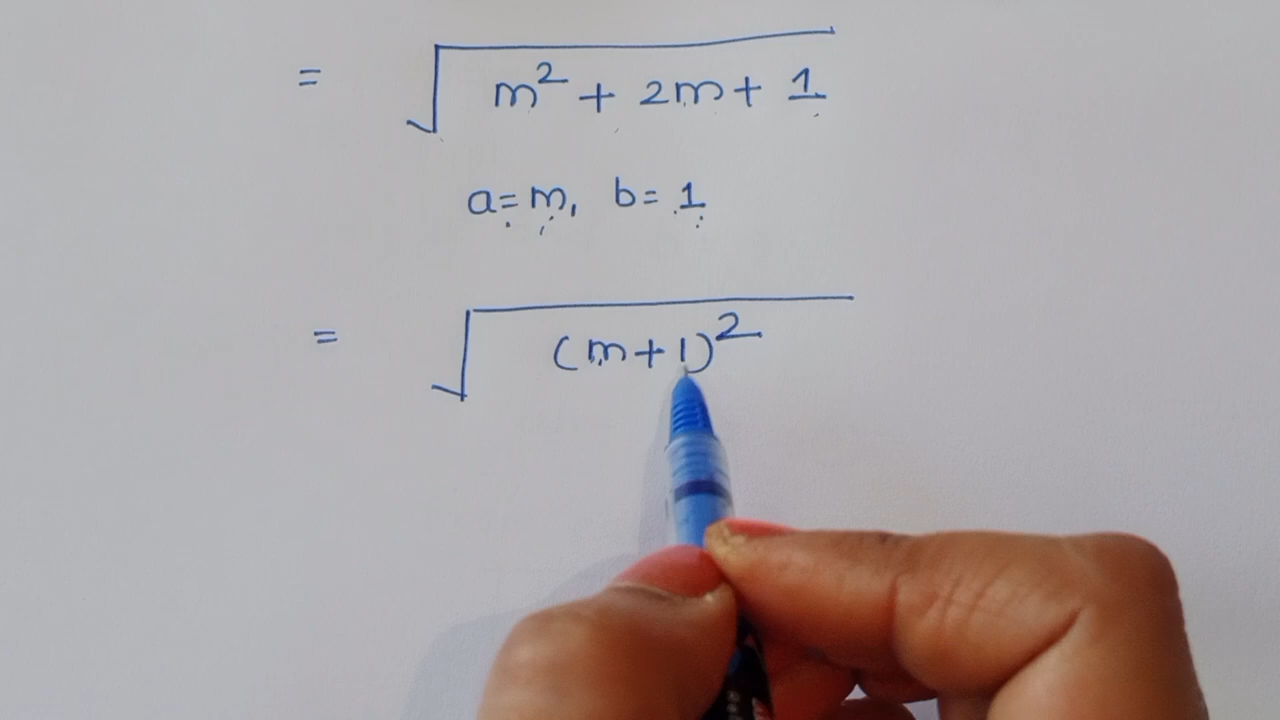 = √(m² + 2m + 1)
a = m, b = 1
= √((m+1)²)